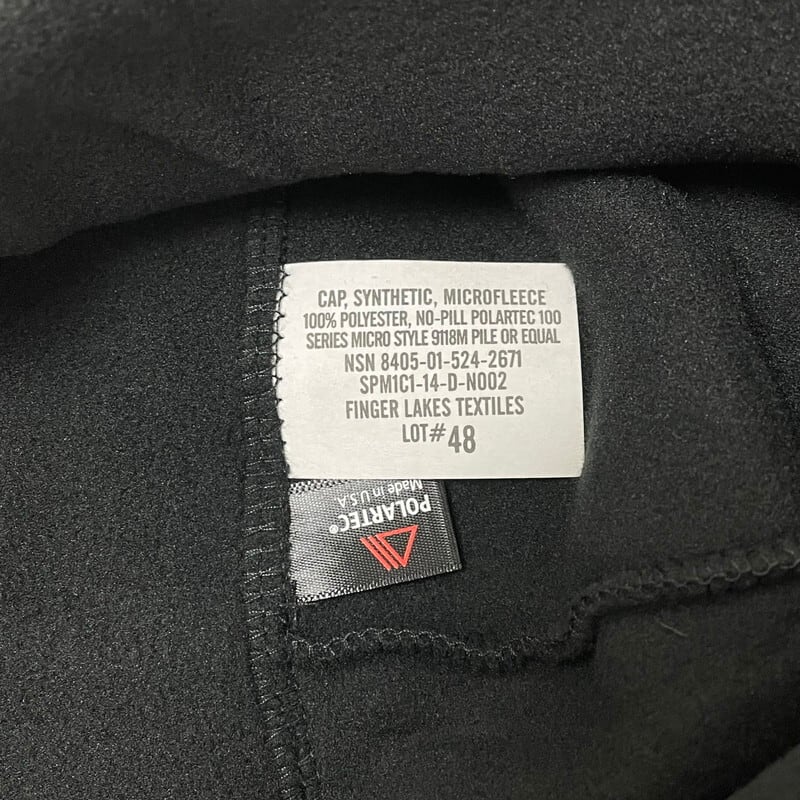 CAP, SYNTHETIC, MICROFLEECE
100% POLYESTER, NO-PILL POLARTEC 100
SERIES MICRO STYLE 9118M PILE OR EQUAL
NSN 8405-01-524-2671
SPM1C1-14-D-N002
FINGER LAKES TEXTILES
LOT# 48
POLARTEC®
Made in U.S.A.